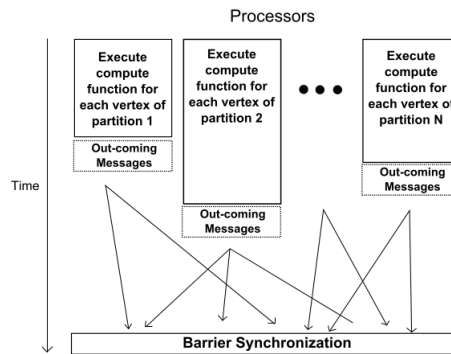 Processors
Execute
compute
function for
each vertex of
partition 1
Out-coming
Messages
Execute
compute
function for
each vertex of
partition 2
Out-coming
Messages
Execute
compute
function for
each vertex of
partition N
Out-coming
Messages
Time
Barrier Synchronization